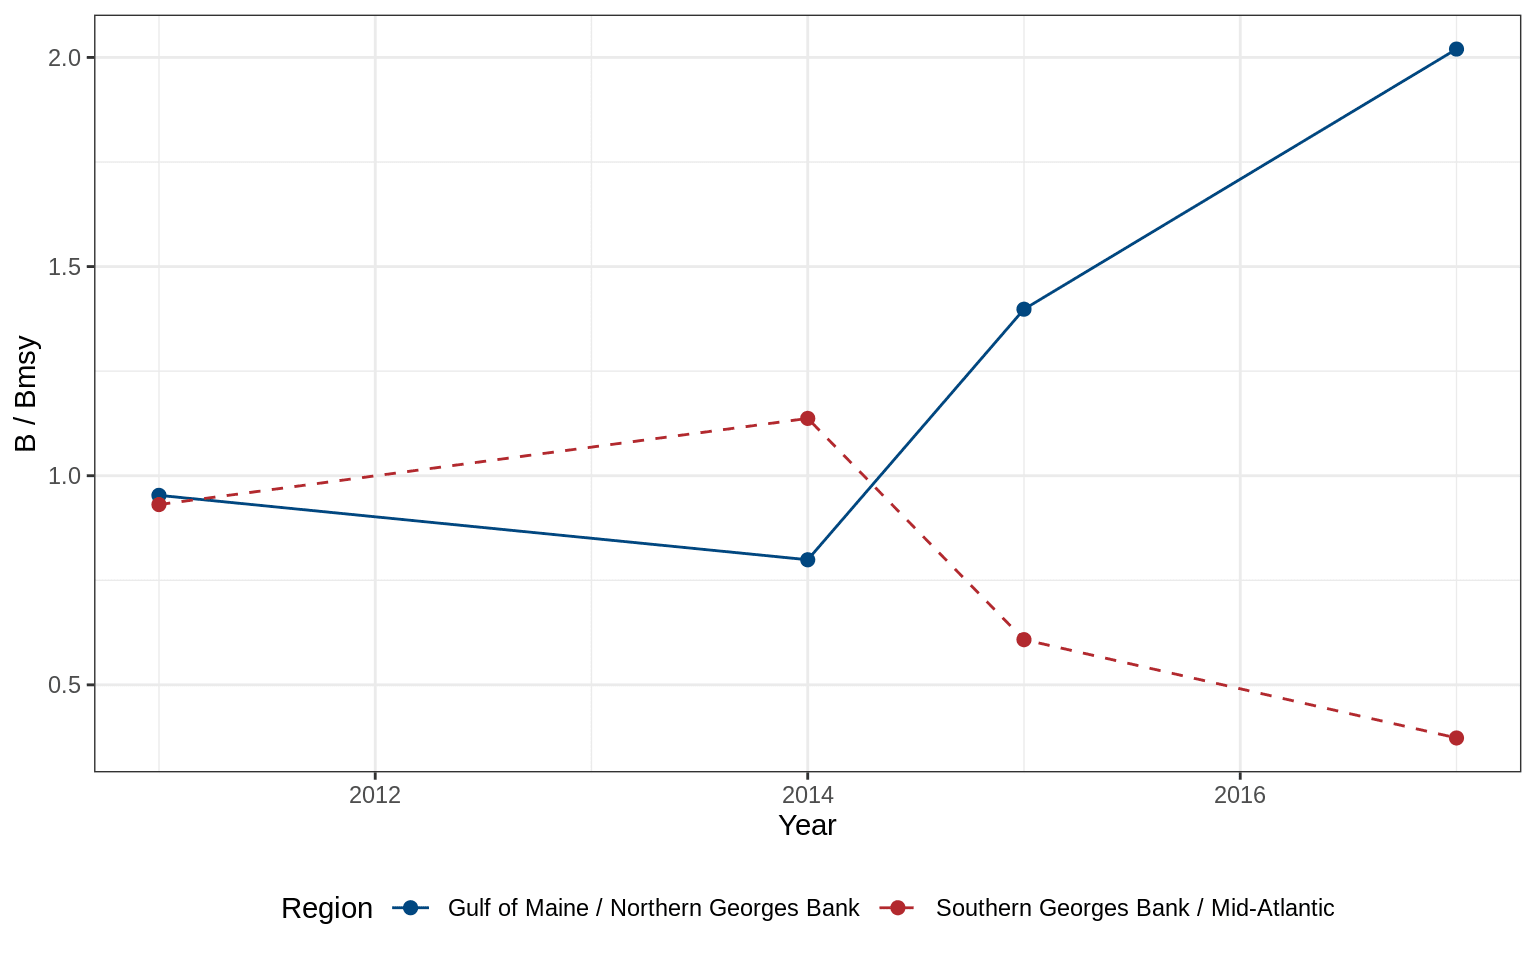 2.0
1.5
1.0
0.5
B / Bmsy
2012 2014 2016
Year
Region Gulf of Maine / Northern Georges Bank Southern Georges Bank / Mid-Atlantic